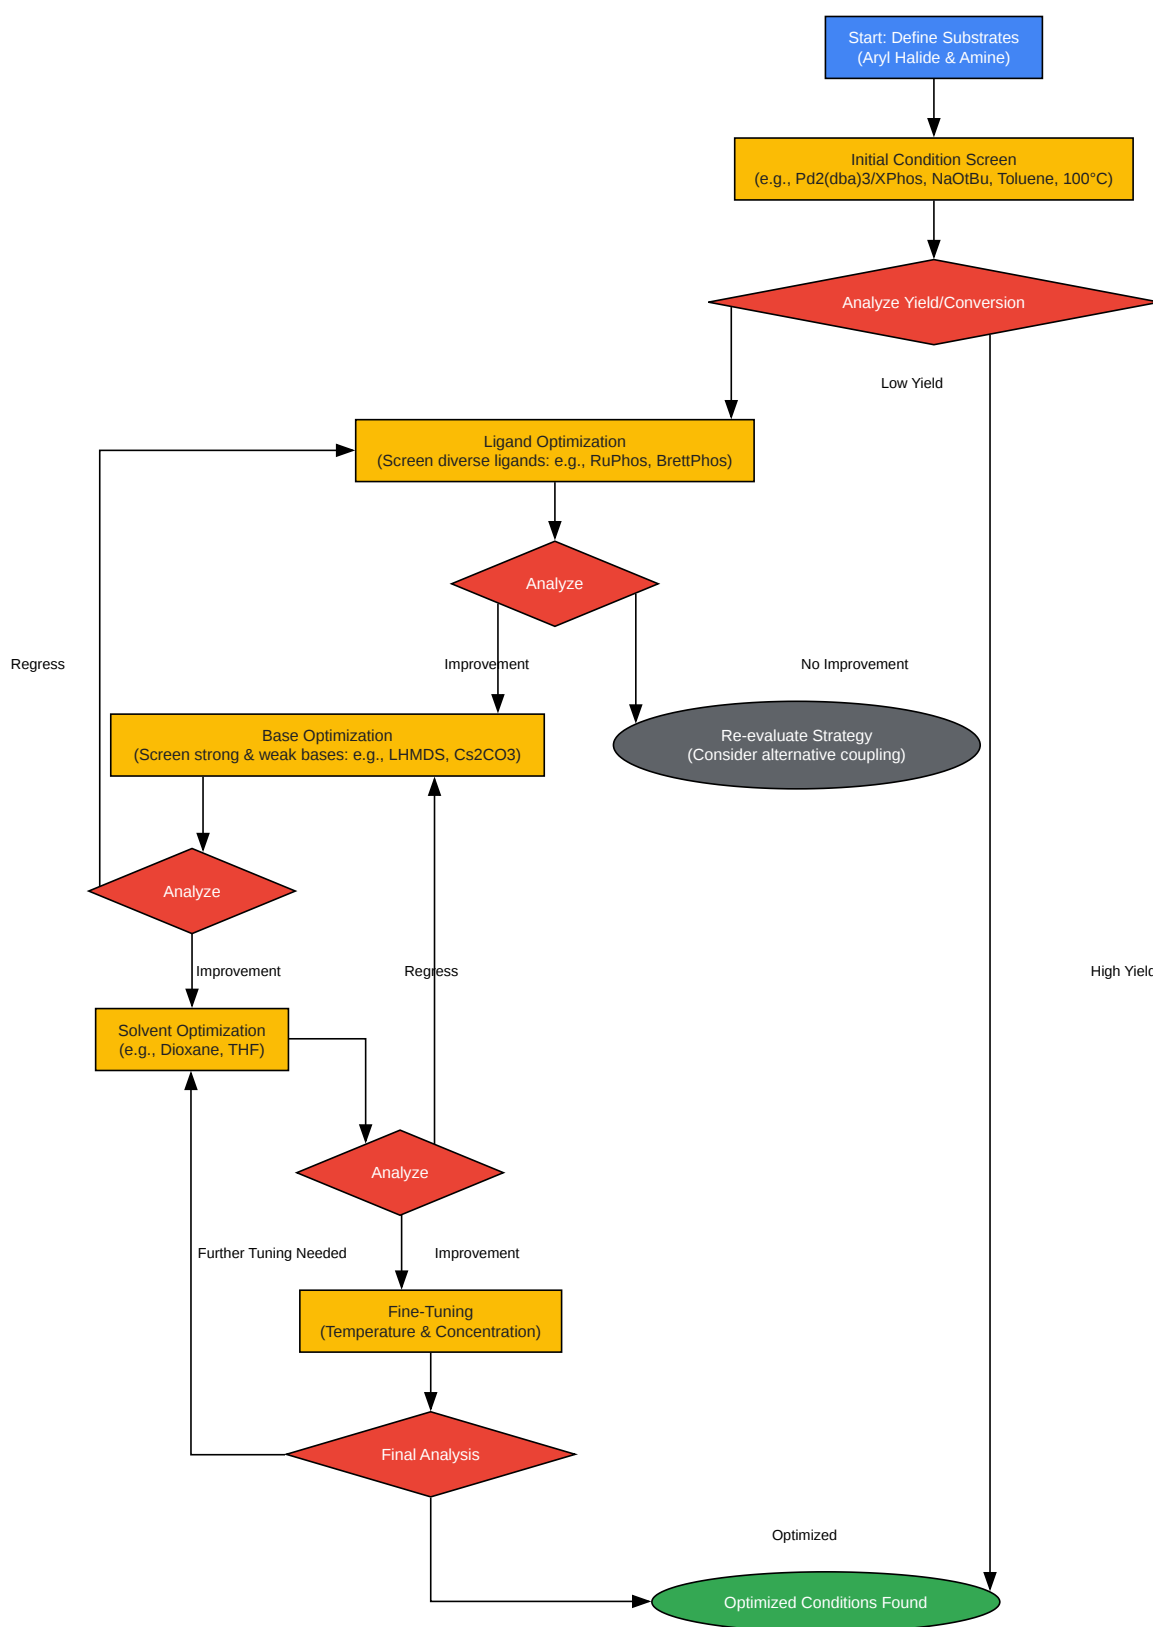 Start: Define Substrates
(Aryl Halide & Amine)
Initial Condition Screen
(e.g., Pd2(dba)3/XPhos, NaOtBu, Toluene, 100°C)
Analyze Yield/Conversion
Low Yield
Ligand Optimization
(Screen diverse ligands: e.g., RuPhos, BrettPhos)
Analyze
Regress
Improvement
No Improvement
Base Optimization
(Screen strong & weak bases: e.g., LHMDS, Cs2CO3)
Re-evaluate Strategy
(Consider alternative coupling)
Analyze
Improvement
Regress
High Yield
Solvent Optimization
(e.g., Dioxane, THF)
Analyze
Further Tuning Needed
Improvement
Fine-Tuning
(Temperature & Concentration)
Final Analysis
Optimized
Optimized Conditions Found